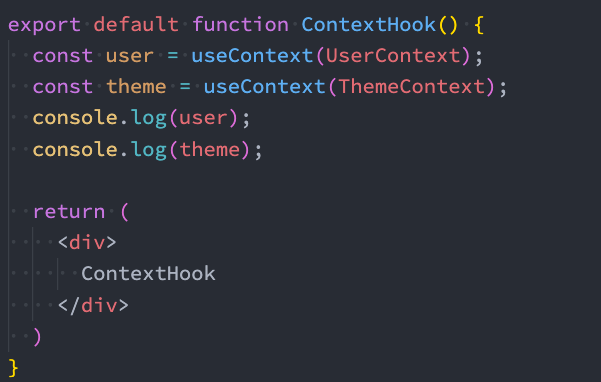 export default function ContextHook() {
  const user = useContext(UserContext);
  const theme = useContext(ThemeContext);
  console.log(user);
  console.log(theme);

  return (
    <div>
      ContextHook
    </div>
  )
}